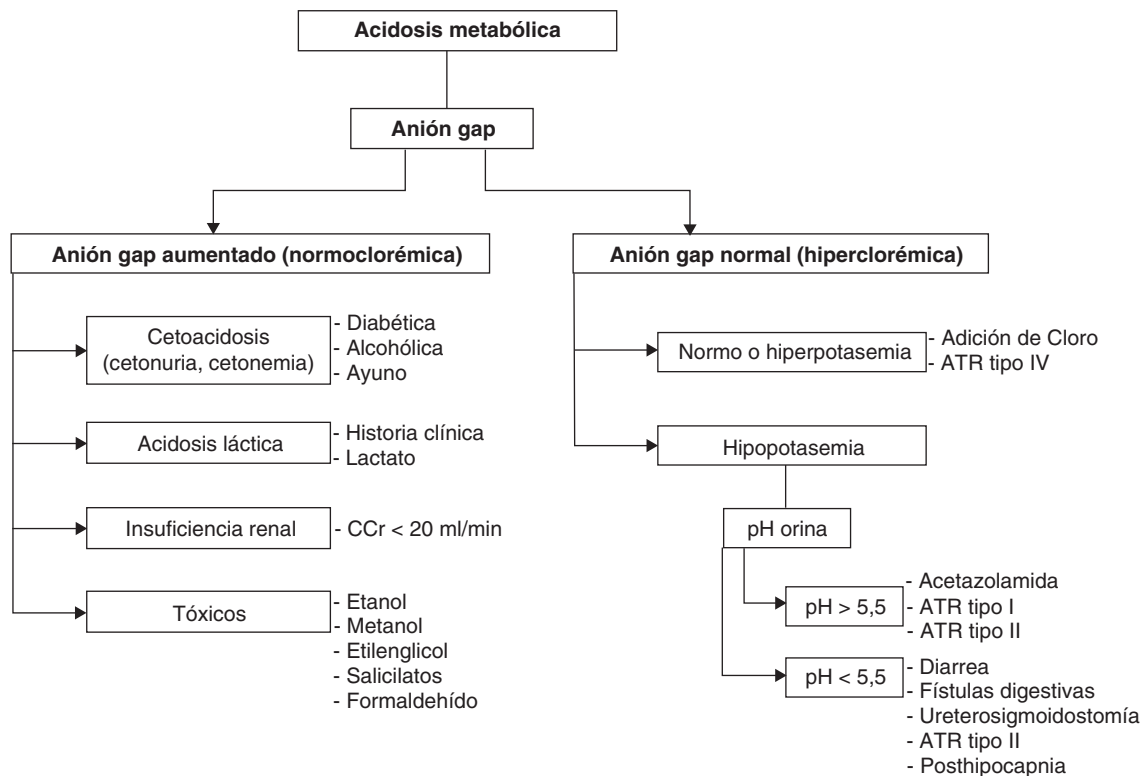 Acidosis metabólica
Anión gap
Anión gap aumentado (normoclorémica)
Cetoacidosis
(cetonuria, cetonemia)
- Diabética
- Alcohólica
- Ayuno
Acidosis láctica
- Historia clínica
- Lactato
Insuficiencia renal
- CCr < 20 ml/min
Tóxicos
- Etanol
- Metanol
- Etilenglicol
- Salicilatos
- Formaldehído
Anión gap normal (hiperclorémica)
Normo o hiperpotasemia
- Adición de Cloro
- ATR tipo IV
Hipopotasemia
pH orina
pH > 5,5
- Acetazolamida
- ATR tipo I
- ATR tipo II
pH < 5,5
- Diarrea
- Fístulas digestivas
- Ureterosigmoidostomía
- ATR tipo II
- Posthipocapnia